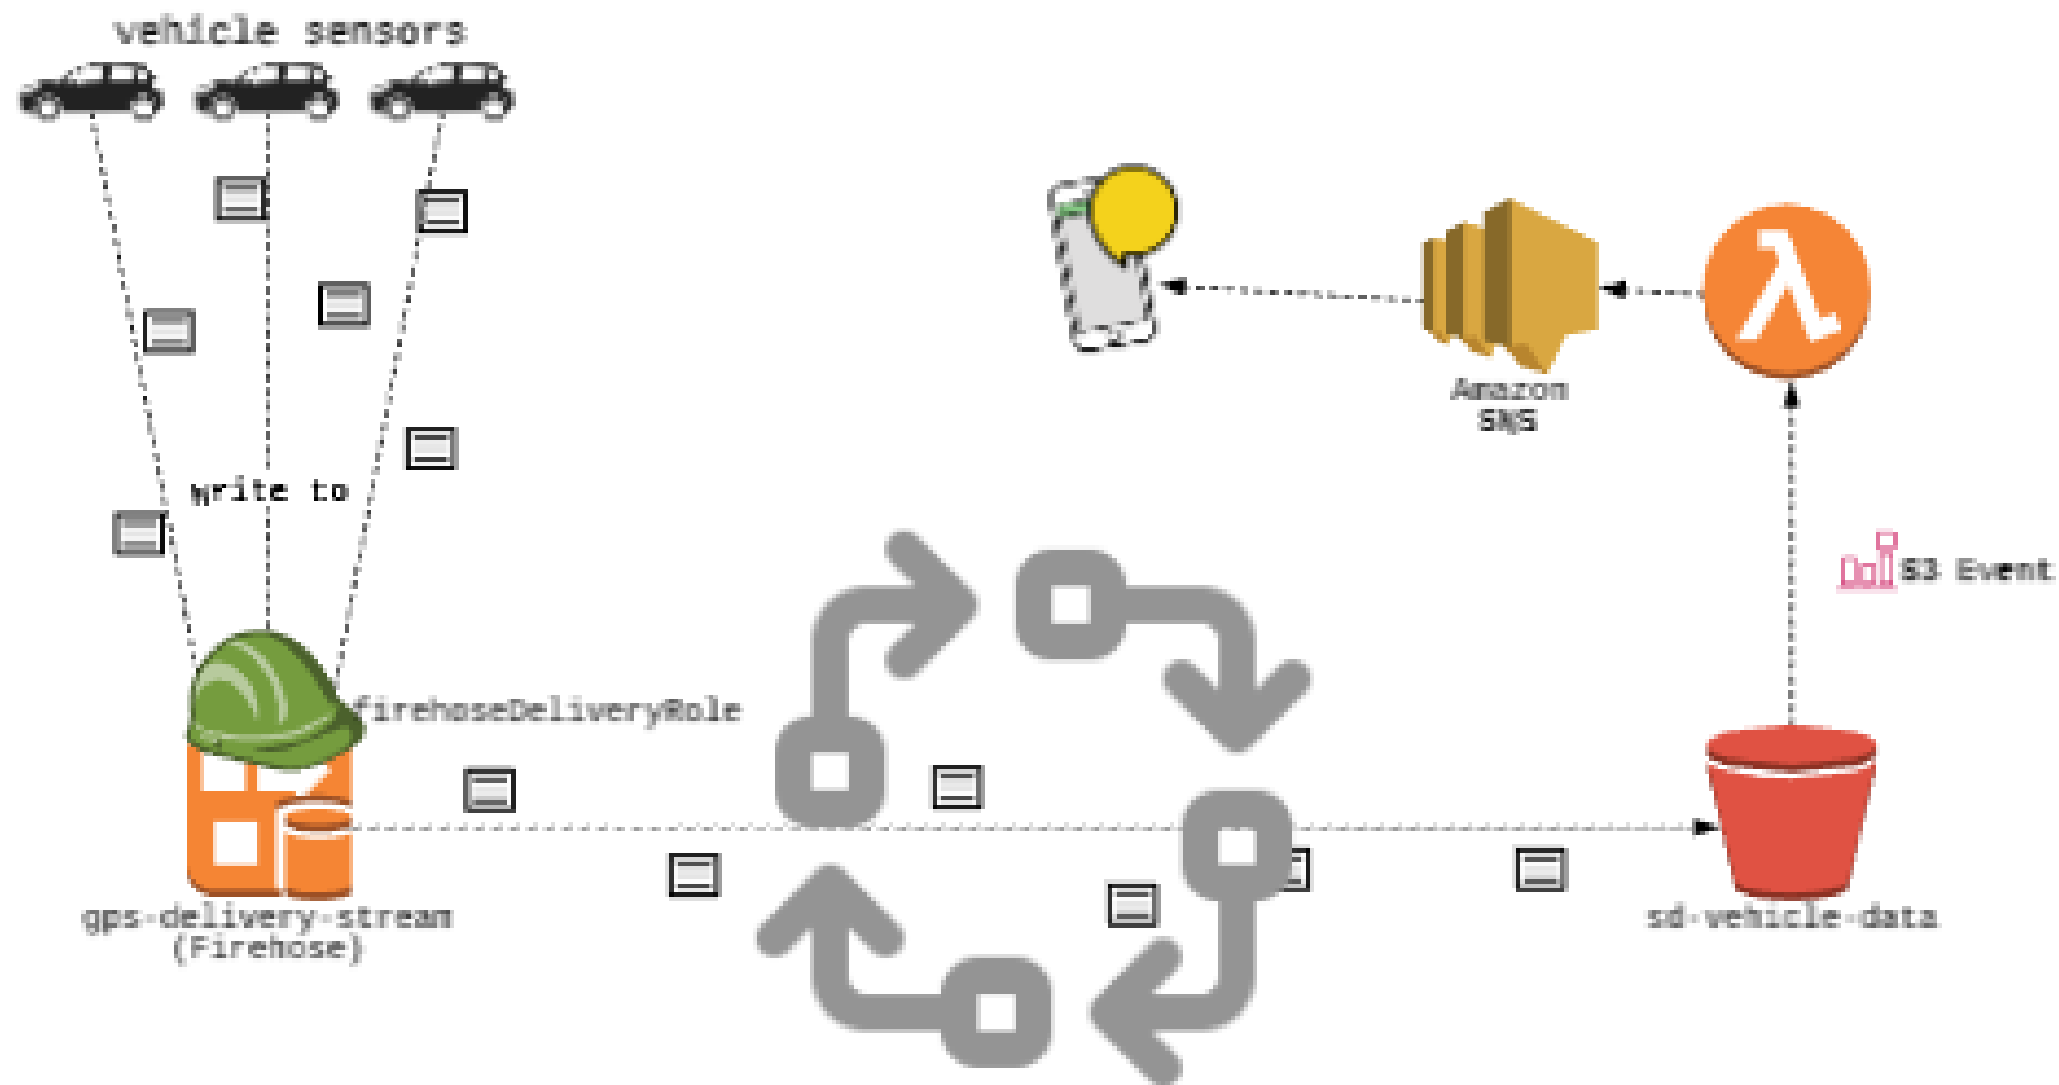 vehicle sensors
write to
firehoseDeliveryRole
gps-delivery-stream
(Firehose)
Amazon
SNS
λ
S3 Event
sd-vehicle-data